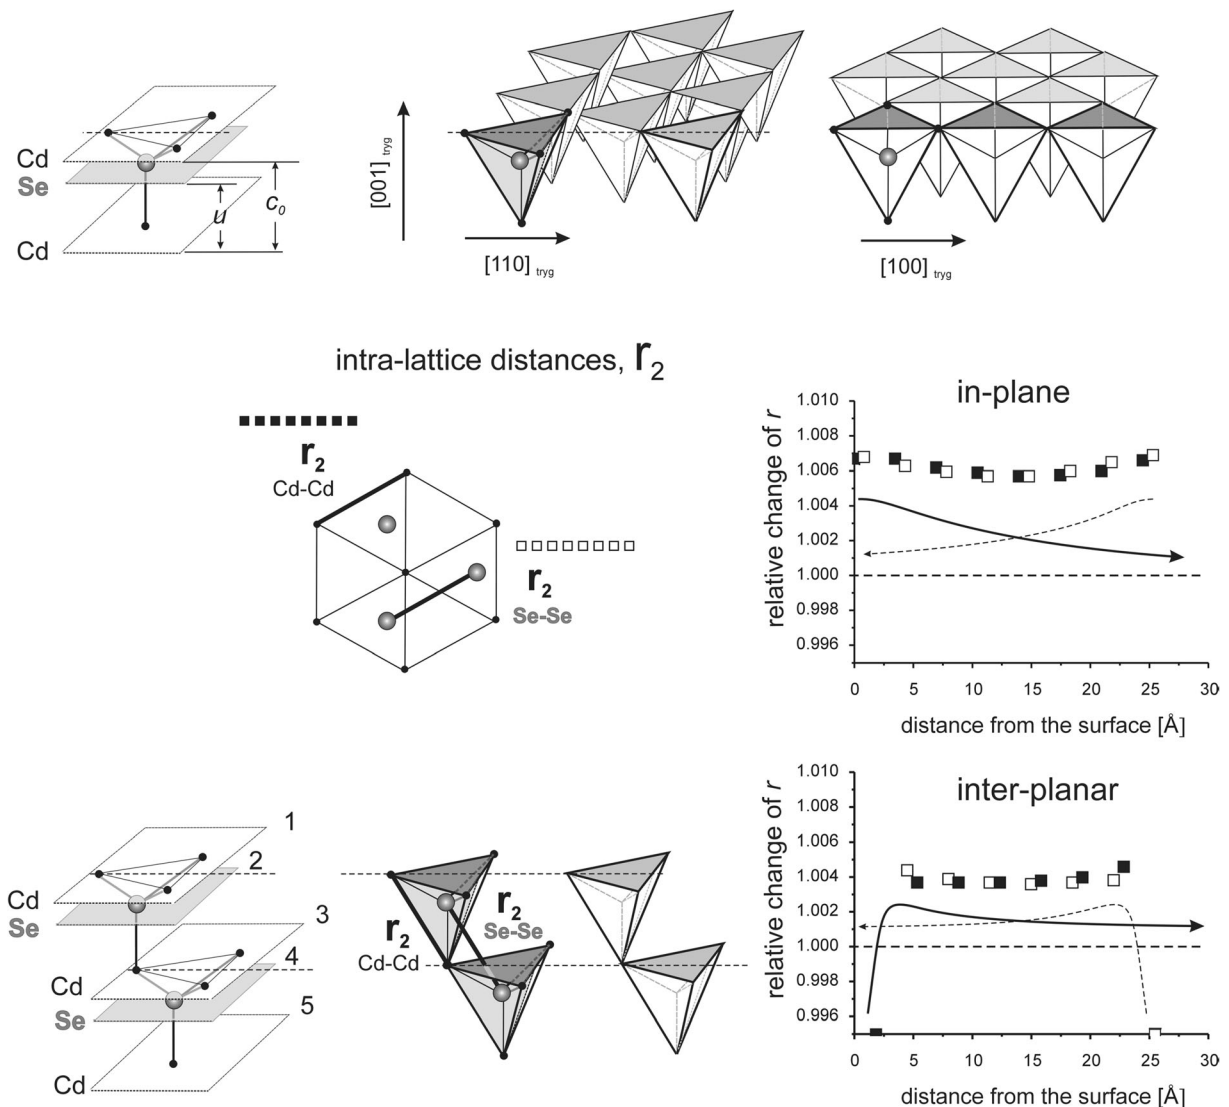 Cd
Se
Cd
u
c0
[001] tryg
[110] tryg
[100] tryg
intra-lattice distances, r2
r2
Cd-Cd
r2
Se-Se
in-plane
relative change of r
1.010
1.008
1.006
1.004
1.002
1.000
0.998
0.996
0 5 10 15 20 25 30
distance from the surface [Å]
1
2
3
4
5
Cd
Se
Cd
Se
Cd
r2
Cd-Cd
r2
Se-Se
inter-planar
relative change of r
1.010
1.008
1.006
1.004
1.002
1.000
0.998
0.996
0 5 10 15 20 25 30
distance from the surface [Å]